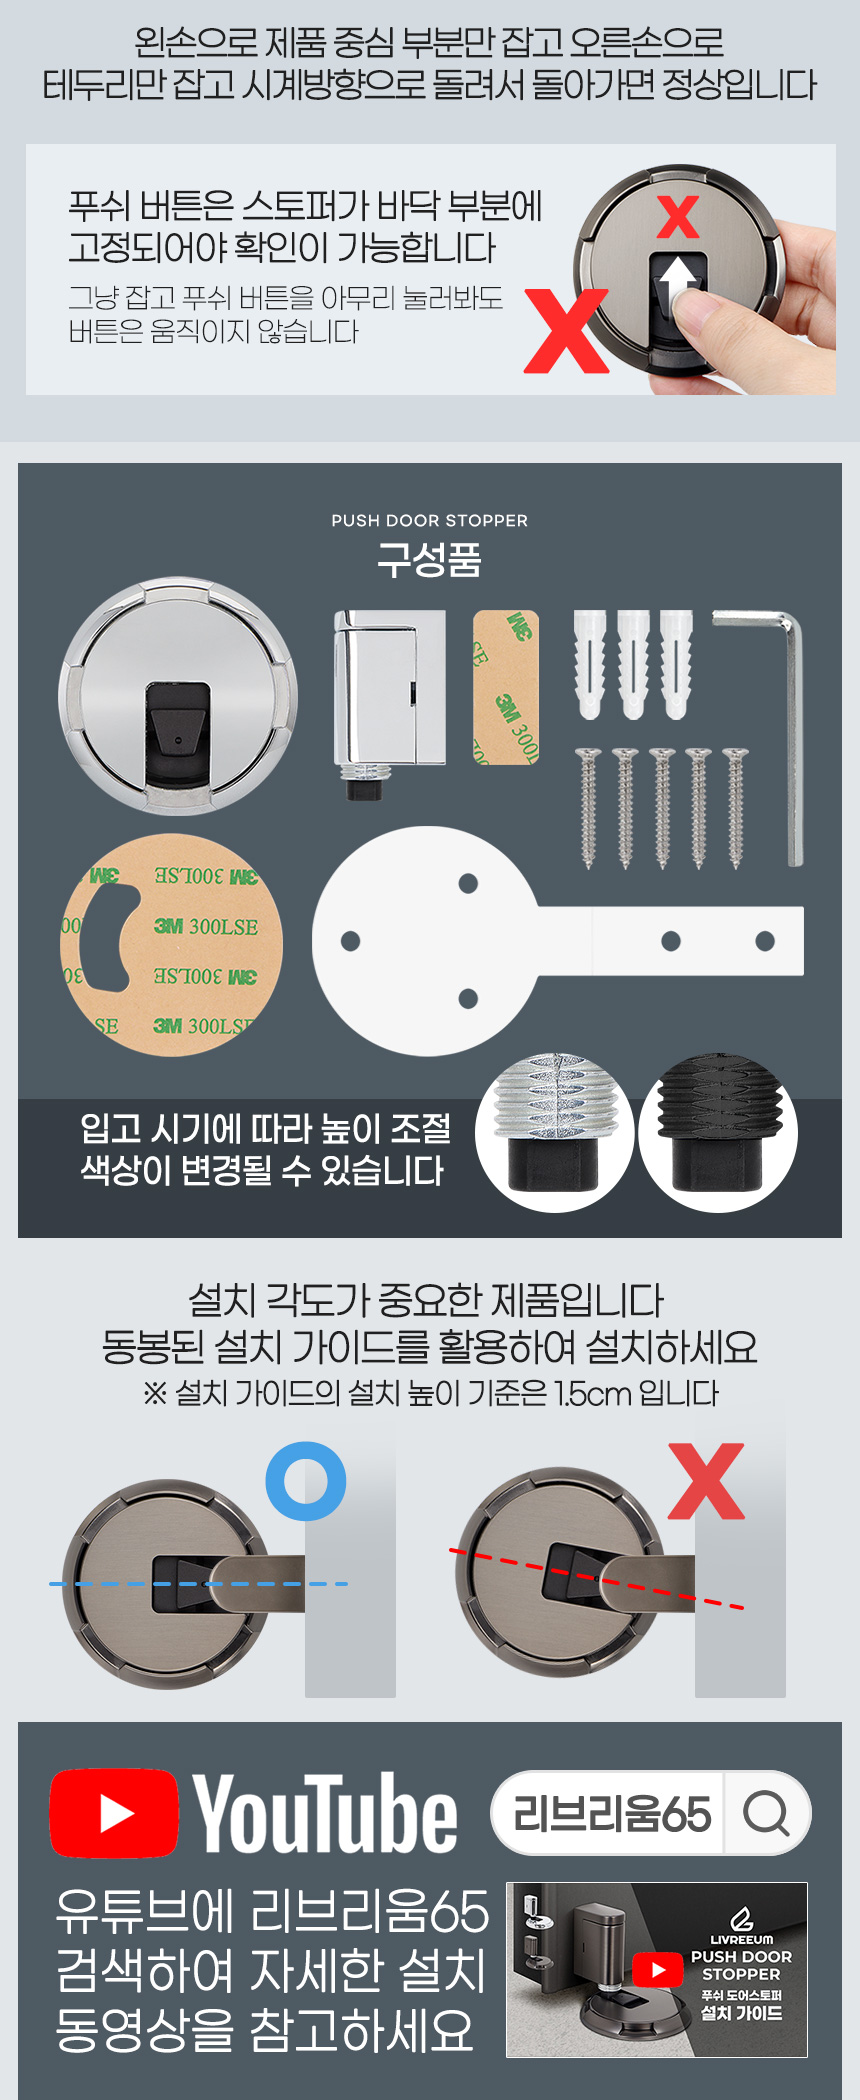 왼손으로 제품 중심 부분만 잡고 오른손으로
테두리만 잡고 시계방향으로 돌려서 돌아가면 정상입니다
푸쉬 버튼은 스토퍼가 바닥 부분에
고정되어야 확인이 가능합니다
그냥 잡고 푸쉬 버튼을 아무리 눌러봐도
버튼은 움직이지 않습니다
X
X
PUSH DOOR STOPPER
구성품
3M
SE
3M 300L
3M
300LSE 3M
00
3M 300LSE
300LSE 3M
SE
3M 300LSE
입고 시기에 따라 높이 조절
색상이 변경될 수 있습니다
설치 각도가 중요한 제품입니다
동봉된 설치 가이드를 활용하여 설치하세요
※ 설치 가이드의 설치 높이 기준은 1.5cm 입니다
O
X
YouTube
리브리움65
유튜브에 리브리움65
검색하여 자세한 설치
동영상을 참고하세요
LIVREEUM
PUSH DOOR
STOPPER
푸쉬 도어스토퍼
설치 가이드